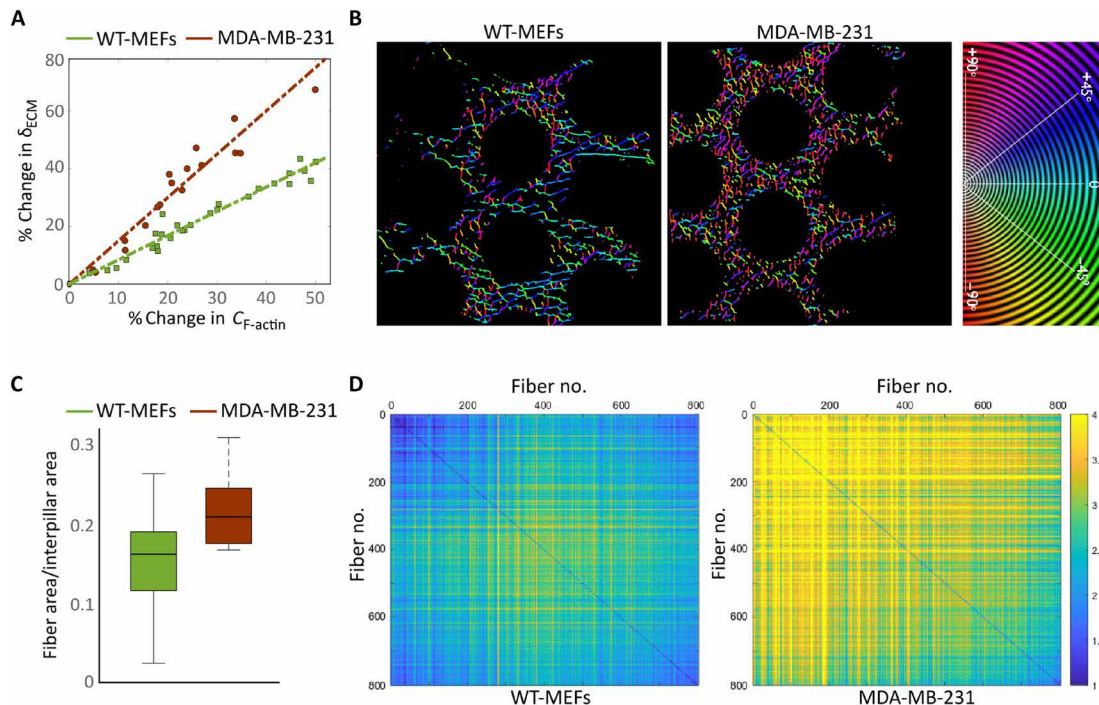 A
WT-MEFs MDA-MB-231
80
60
40
20
0
% Change in δECM
0 10 20 30 40 50
% Change in CF-actin
B
WT-MEFs MDA-MB-231
+90°
+45°
0
-45°
-90°
C
WT-MEFs MDA-MB-231
0.3
0.2
0.1
0
Fiber area/interpillar area
D
Fiber no. Fiber no.
0 200 400 600 800 0 200 400 600 800
0
200
400
600
800
Fiber no.
WT-MEFs
0
200
400
600
800
Fiber no.
MDA-MB-231
4
3
2
1